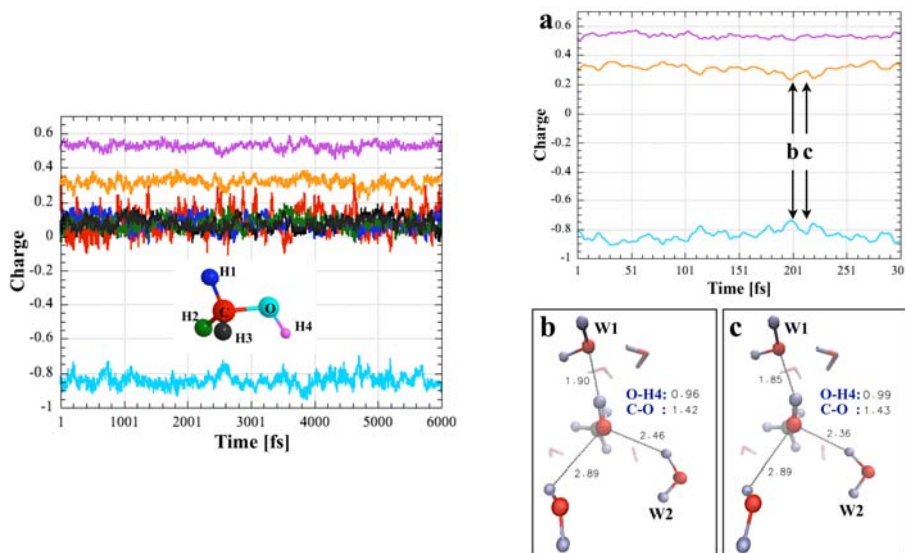 Charge
0.6
0.4
0.2
0
-0.2
-0.4
-0.6
-0.8
-1
1 1001 2001 3001 4001 5001 6000
Time [fs]
H1
H2
C
O
H3
H4
a
Charge
0.6
0.4
0.2
0
-0.2
-0.4
-0.6
-0.8
-1
b c
1 51 101 151 201 251 30
Time [fs]
b
W1
1.90
O-H4: 0.96
C-O : 1.42
2.46
2.89
W2
c
W1
1.85
O-H4: 0.99
C-O : 1.43
2.36
2.89
W2